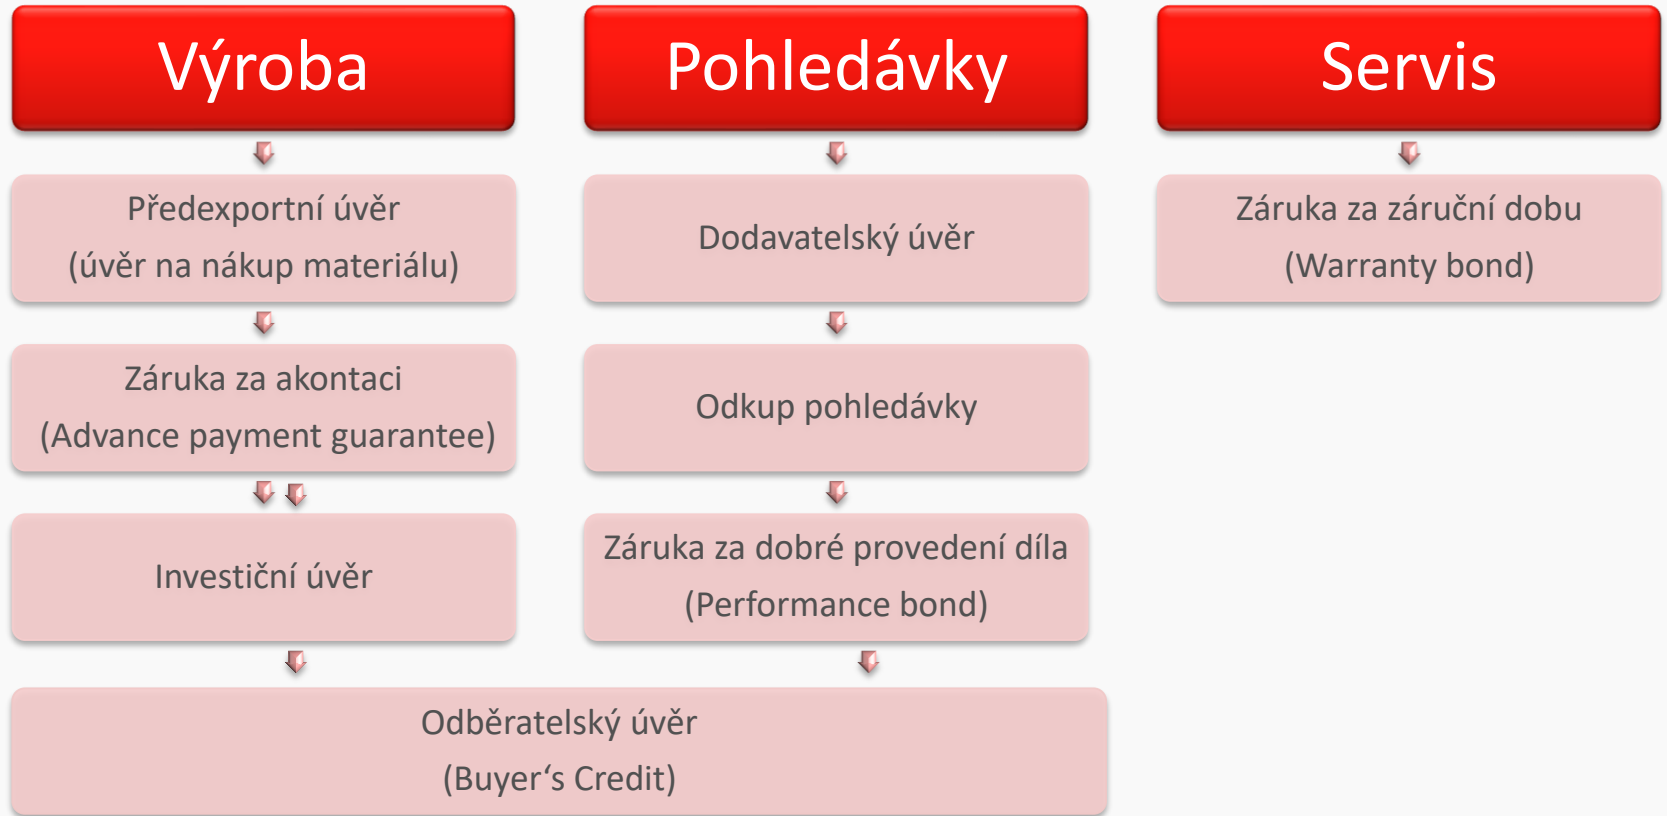 Výroba
Předexportní úvěr
(úvěr na nákup materiálu)
Záruka za akontaci
(Advance payment guarantee)
Investiční úvěr
Pohledávky
Dodavatelský úvěr
Odkup pohledávky
Záruka za dobré provedení díla
(Performance bond)
Odběratelský úvěr
(Buyer‘s Credit)
Servis
Záruka za záruční dobu
(Warranty bond)